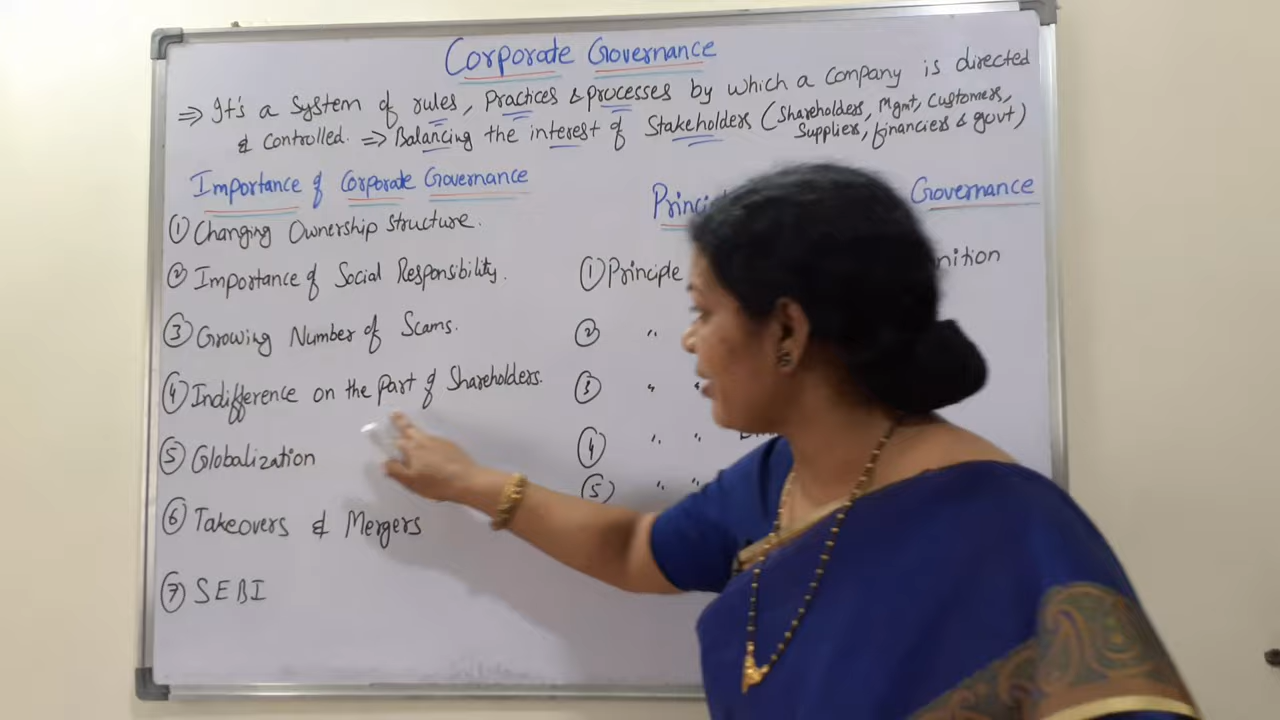 Corporate Governance
⇒ It's a system of rules, Practices & processes by which a company is directed
& controlled. ⇒ Balancing the interest of Stakeholders (Shareholders, Mgmt, Customers,
Suppliers, financiers & govt)
Importance of Corporate Governance
① Changing Ownership structure.
② Importance of Social Responsibility.
③ Growing Number of Scams.
④ Indifference on the part of Shareholders.
⑤ Globalization
⑥ Takeovers & Mergers
⑦ SEBI
Governance
① Principle
② "
③ " "
④ " "
⑤ " "